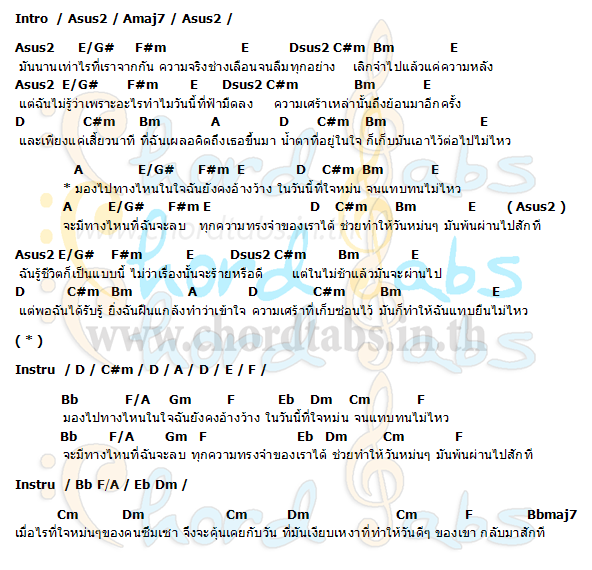 Intro / Asus2 / Amaj7 / Asus2 /
Asus2 E/G# F#m E Dsus2 C#m Bm E
มันนานเท่าไรที่เราจากกัน ความจริงช่างเลือนจนลืมทุกอย่าง เลิกจำไปแล้วแค่ความหลัง
Asus2 E/G# F#m E Dsus2 C#m Bm E
แต่ฉันไม่รู้ว่าเพราะอะไรทำไมวันนี้ที่ฟ้ามืดลง ความเศร้าเหล่านั้นถึงย้อนมาอีกครั้ง
D C#m Bm A D C#m Bm E
และเพียงแค่เสี้ยวนาที ที่ฉันเผลอคิดถึงเธอขึ้นมา น้ำตาที่อยู่ในใจ ก็เก็บมันเอาไว้ต่อไปไม่ไหว
A E/G# F#m E D C#m Bm E
* มองไปทางไหนในใจฉันยังคงอ้างว้าง ในวันนี้ที่ใจหม่น จนแทบทนไม่ไหว
A E/G# F#m E D C#m Bm E ( Asus2 )
จะมีทางไหนที่ฉันจะลบ ทุกความทรงจำของเราได้ ช่วยทำให้วันหม่นๆ มันพ้นผ่านไปสักที
Asus2 E/G# F#m E Dsus2 C#m Bm E
ฉันรู้ชีวิตก็เป็นแบบนี้ ไม่ว่าเรื่องนั้นจะร้ายหรือดี แต่ในไม่ช้าแล้วมันจะผ่านไป
D C#m Bm A D C#m Bm E
แต่พอฉันได้รับรู้ ยิ่งฉันฝืนแกล้งทำว่าเข้าใจ ความเศร้าที่เก็บซ่อนไว้ มันก็ทำให้ฉันแทบยืนไม่ไหว
www.chordtabs.in.th
( * )
Instru / D / C#m / D / A / D / E / F /
Bb F/A Gm F Eb Dm Cm F
มองไปทางไหนในใจฉันยังคงอ้างว้าง ในวันนี้ที่ใจหม่น จนแทบทนไม่ไหว
Bb F/A Gm F Eb Dm Cm F
จะมีทางไหนที่ฉันจะลบ ทุกความทรงจำของเราได้ ช่วยทำให้วันหม่นๆ มันพ้นผ่านไปสักที
Instru / Bb F/A / Eb Dm /
Cm Dm Cm Dm Cm F Bbmaj7
เมื่อไรที่ใจหม่นๆของคนซึมเซา จึงจะคุ้นเคยกับวัน ที่มันเงียบเหงาที่ทำให้วันดีๆ ของเขา กลับมาสักที